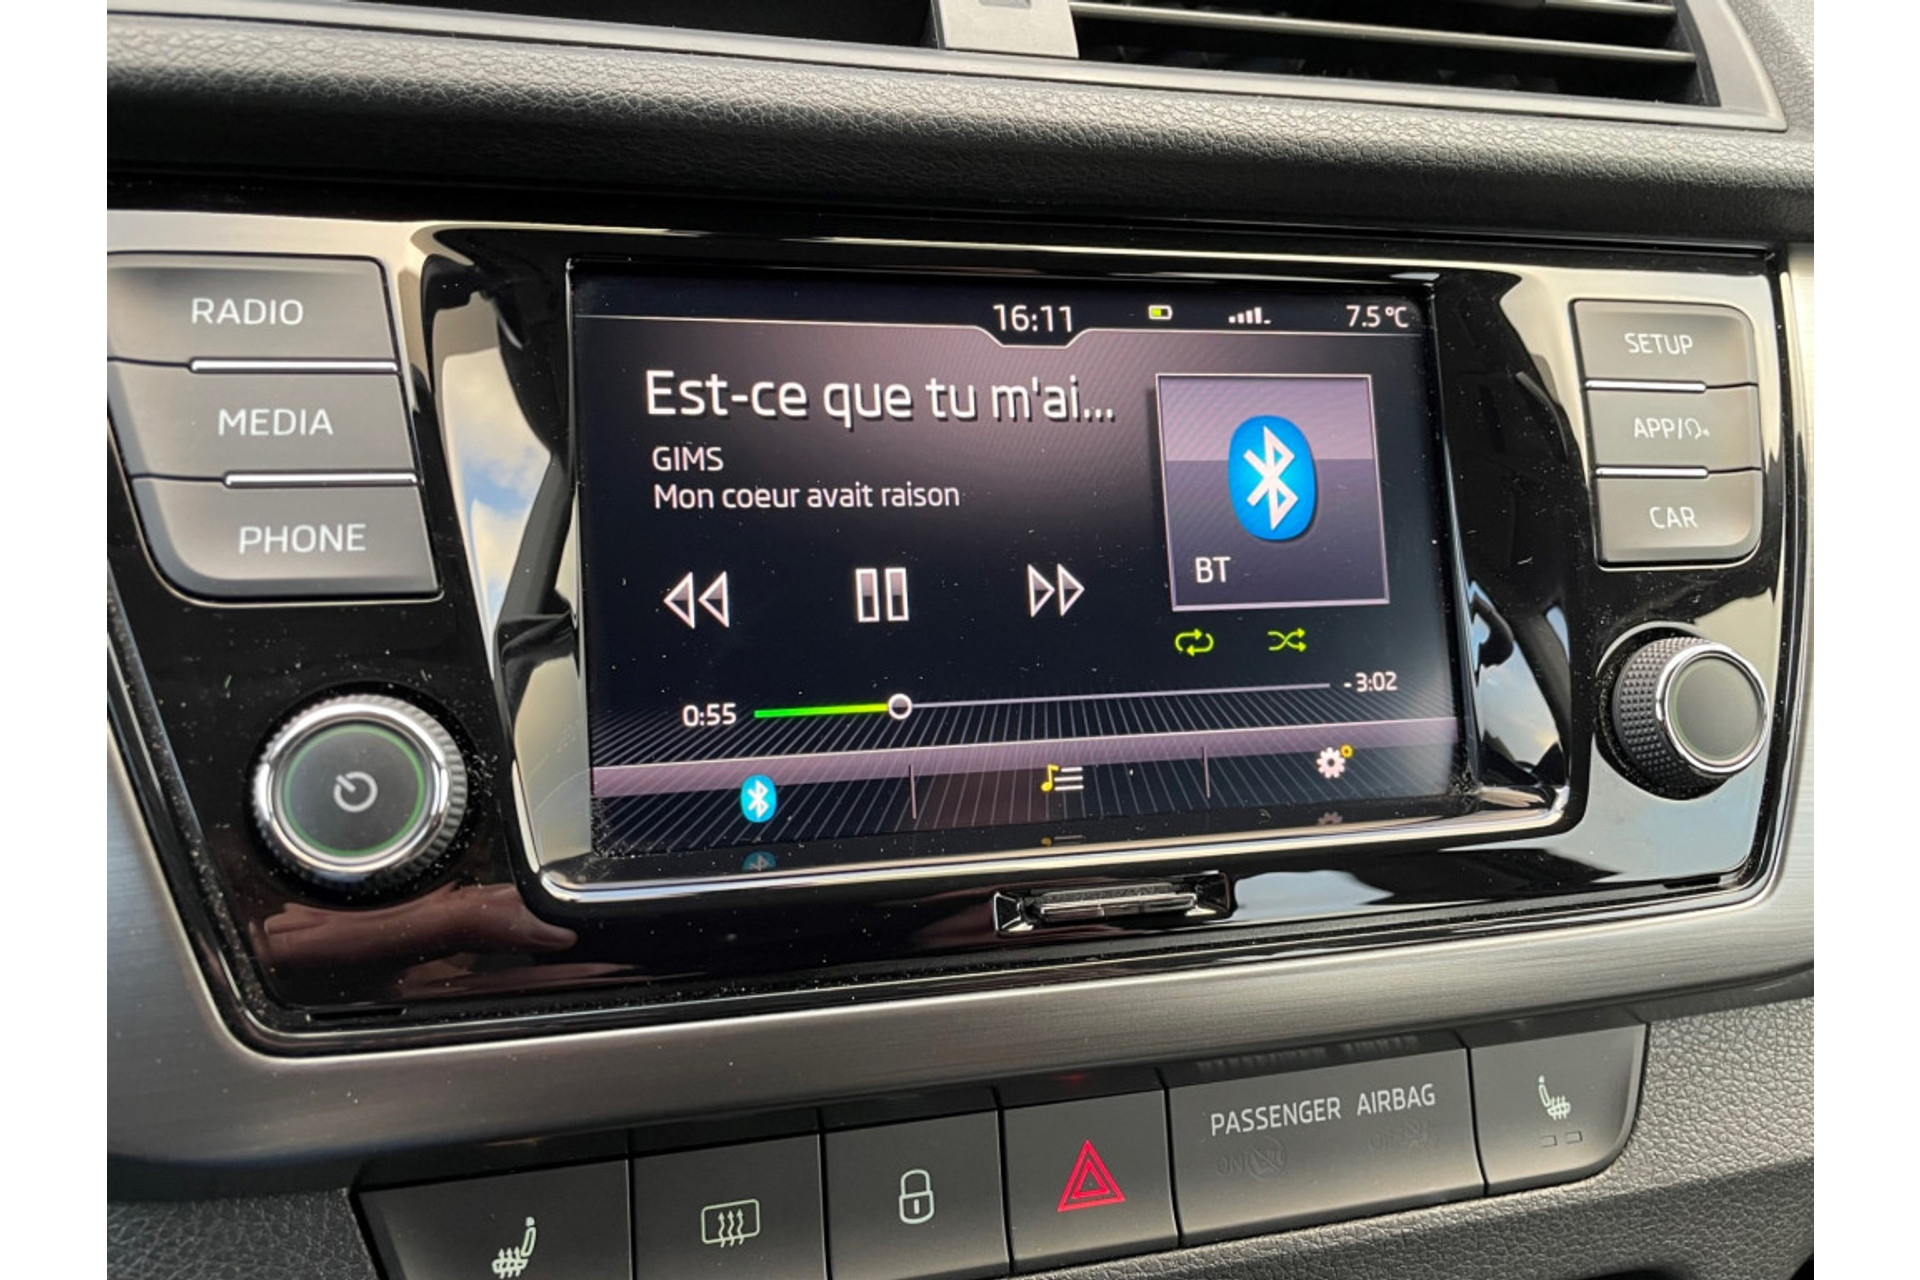 16:11
7.5 °C
RADIO
MEDIA
PHONE
Est-ce que tu m'ai...
GIMS
Mon coeur avait raison
BT
0:55
- 3:02
SETUP
APP/
CAR
PASSENGER AIRBAG